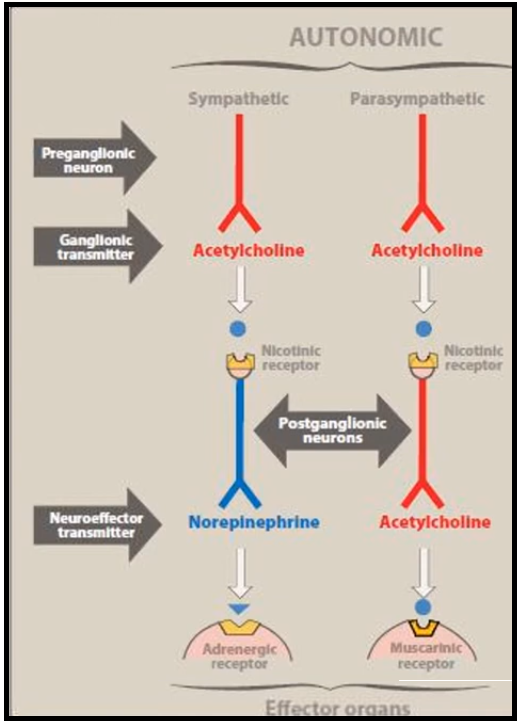 AUTONOMIC
Sympathetic
Parasympathetic
Preganglionic
neuron
Ganglionic
transmitter
Acetylcholine
Acetylcholine
Nicotinic
receptor
Nicotinic
receptor
Postganglionic
neurons
Neuroeffector
transmitter
Norepinephrine
Acetylcholine
Adrenergic
receptor
Muscarinic
receptor
Effector organs